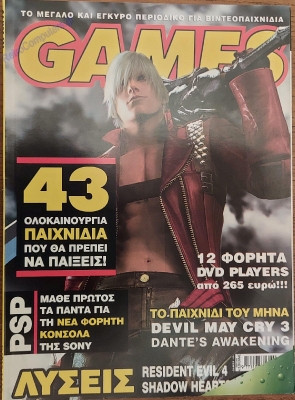 ΤΟ ΜΕΓΑΛΟ ΚΑΙ ΕΓΚΥΡΟ ΠΕΡΙΟΔΙΚΟ ΓΙΑ ΒΙΝΤΕΟΠΑΙΧΝΙΔΙΑ
GAMES
43
ΟΛΟΚΑΙΝΟΥΡΓΙΑ
ΠΑΙΧΝΙΔΙΑ
ΠΟΥ ΘΑ ΠΡΕΠΕΙ
ΝΑ ΠΑΙΞΕΙΣ!
12 ΦΟΡΗΤΑ
DVD PLAYERS
από 265 ευρώ!!!
PSP
ΜΑΘΕ ΠΡΩΤΟΣ
ΤΑ ΠΑΝΤΑ ΓΙΑ
ΤΗ ΝΕΑ ΦΟΡΗΤΗ
ΚΟΝΣΟΛΑ
ΤΗΣ SONY
ΤΟ ΠΑΙΧΝΙΔΙ ΤΟΥ ΜΗΝΑ
DEVIL MAY CRY 3
DANTE'S AWAKENING
ΛΥΣΕΙΣ
RESIDENT EVIL 4
SHADOW